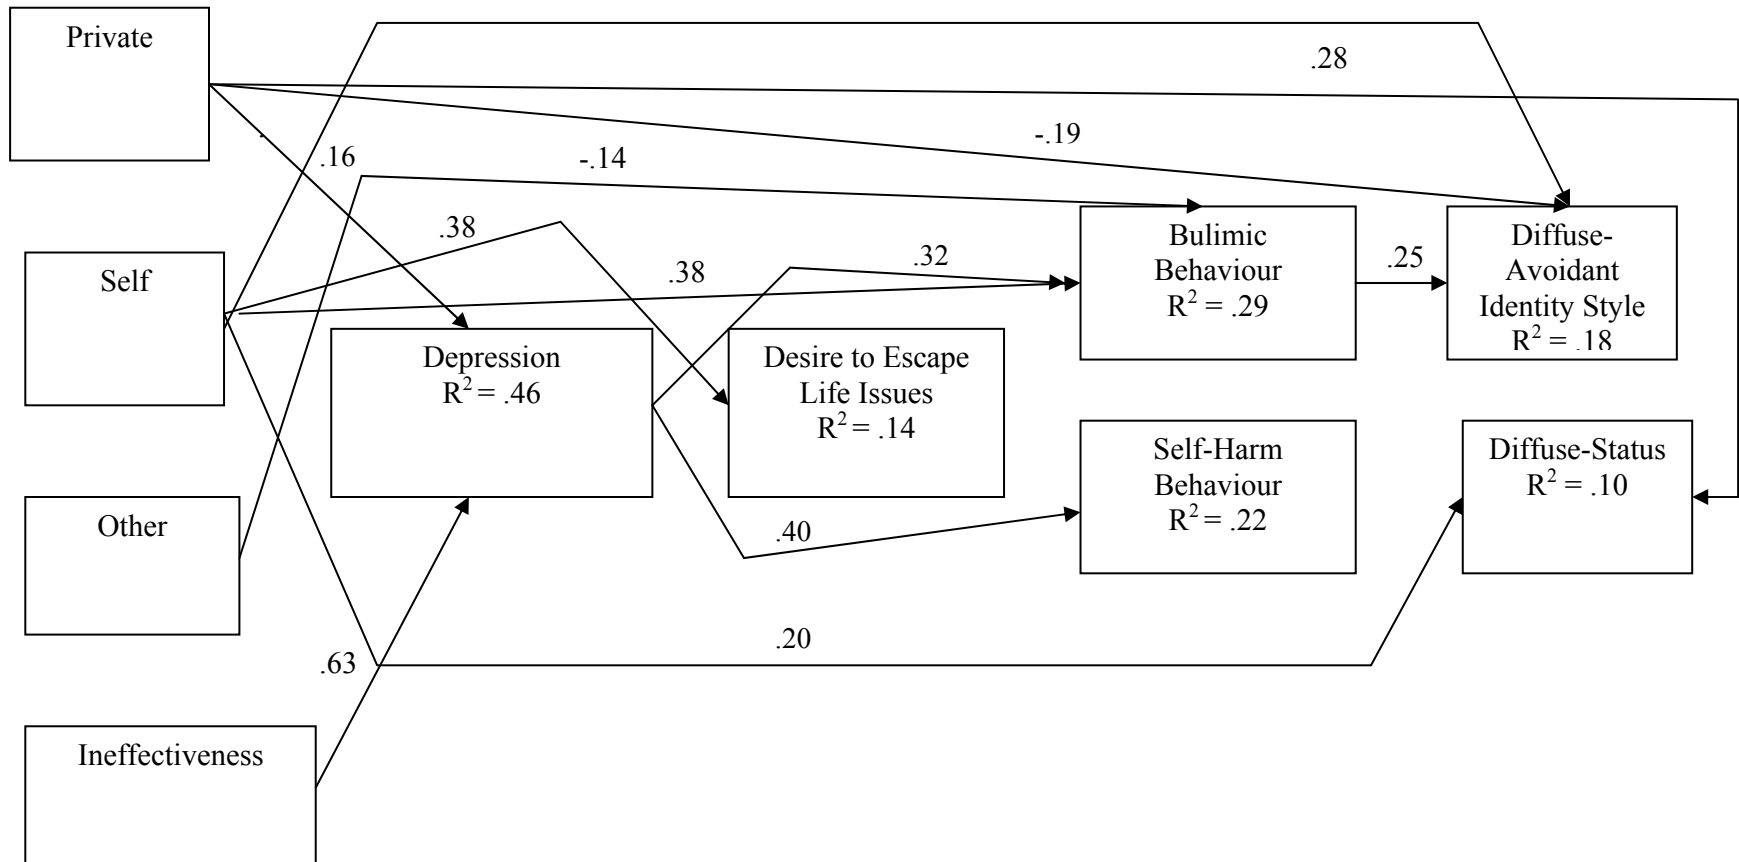 Private
.28
-.19
.16
-.14
.38
.38
.32
.25
Bulimic
Behaviour
R² = .29
Diffuse-
Avoidant
Identity Style
R² = .18
Self
Depression
R² = .46
Desire to Escape
Life Issues
R² = .14
Self-Harm
Behaviour
R² = .22
Diffuse-Status
R² = .10
Other
.40
.20
.63
Ineffectiveness